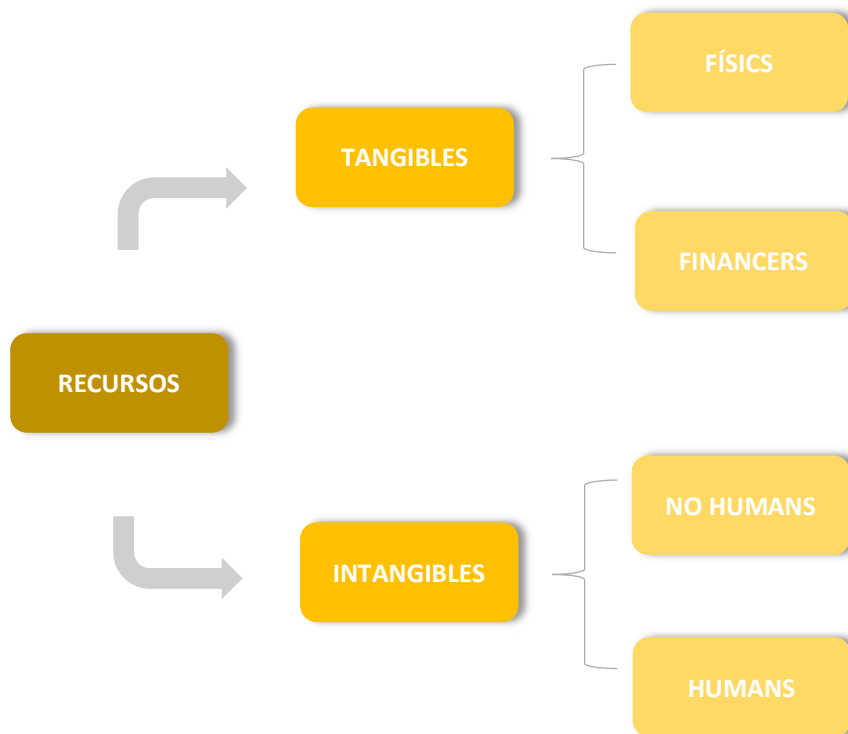 FÍSICS
TANGIBLES
FINANCERS
RECURSOS
NO HUMANS
INTANGIBLES
HUMANS